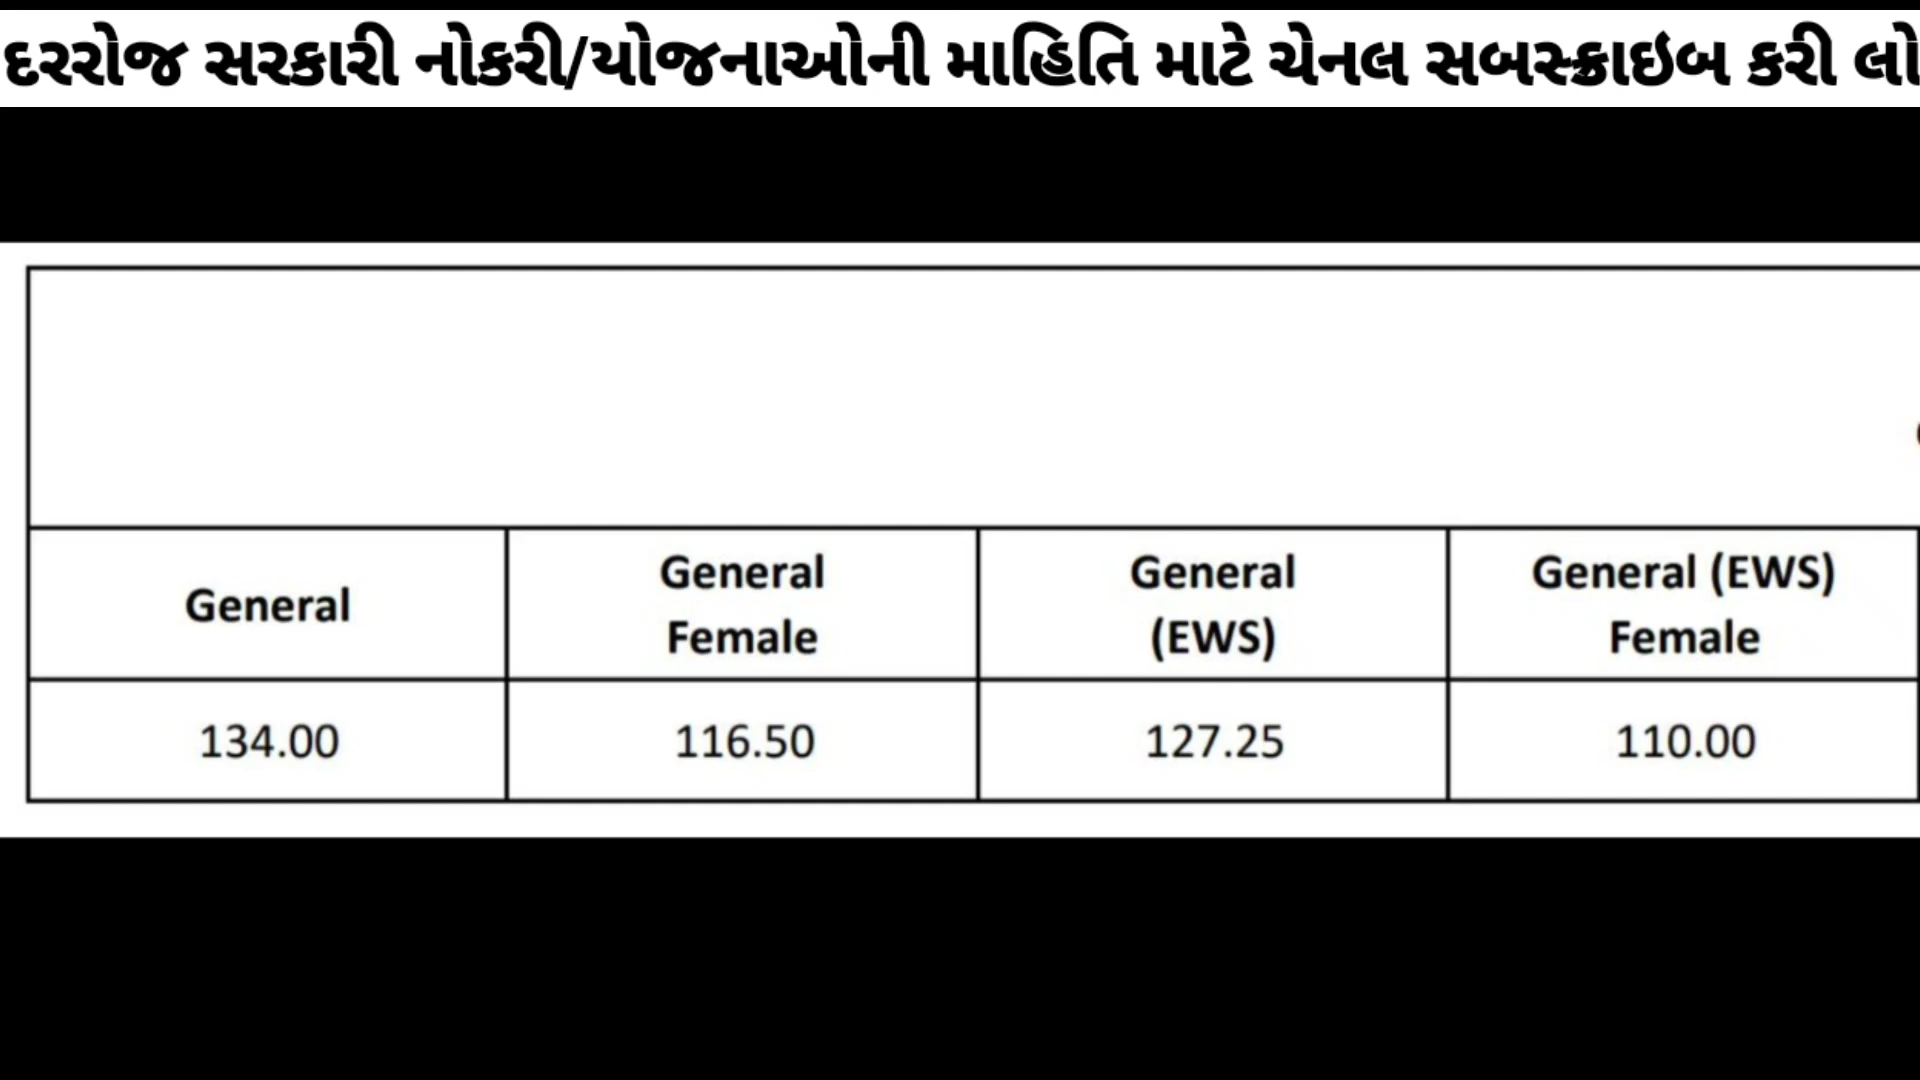 દરરોજ સરકારી નોકરી/યોજનાઓની માહિતિ માટે ચેનલ સબસ્ક્રાઇબ કરી લો
General
General
Female
General
(EWS)
General (EWS)
Female
134.00
116.50
127.25
110.00